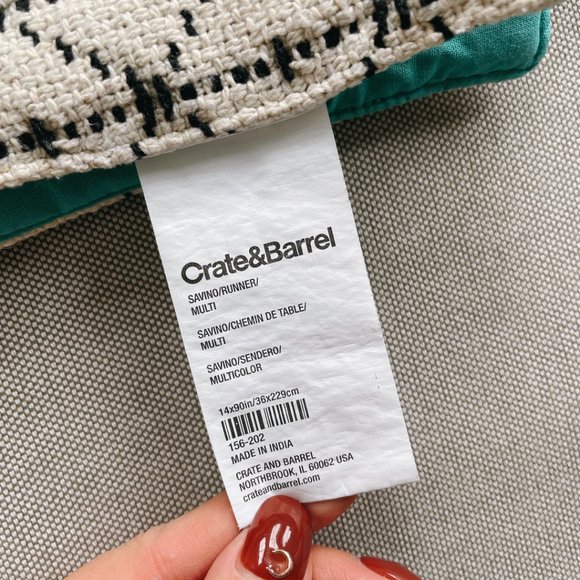 Crate&Barrel
SAVINO/RUNNER/
MULTI
SAVINO/CHEMIN DE TABLE/
MULTI
SAVINO/SENDERO/
MULTICOLOR
14x90in/36x229cm
156-202
MADE IN INDIA
CRATE AND BARREL
NORTHBROOK, IL 60062 USA
crateandbarrel.com